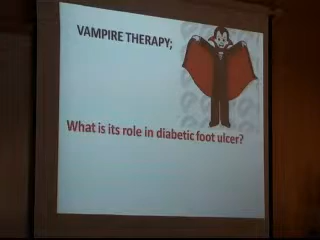 VAMPIRE THERAPY;
What is its role in diabetic foot ulcer?